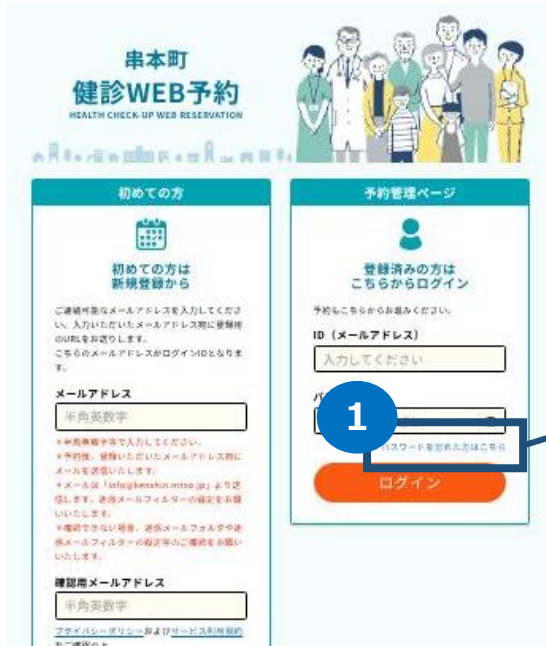 串本町
健診WEB予約
HEALTH CHECK-UP WEB RESERVATION
初めての方
初めての方は
新規登録から
ご連絡可能なメールアドレスを入力してくださ
い。入力いただいたメールアドレス宛に登録用
のURLをお送りします。
こちらのメールアドレスがログインIDとなりま
す。
メールアドレス
半角英数字
*半角英数字等で入力してください。
*予約後、登録いただいたメールアドレス宛に
メールを送信いたします。
*メールは「info@kenshin.mrso.jp」より送
信します。迷惑メールフィルターの設定をお願
いいたします。
*確認できない場合、迷惑メールフォルダや迷
惑メールフィルターの設定等のご確認をお願い
いたします。
確認用メールアドレス
半角英数字
プライバシーポリシーおよびサービス利用規約
をご確認の上
予約管理ページ
登録済みの方は
こちらからログイン
予約もこちらからお進みください。
ID（メールアドレス）
入力してください
1
パスワードを忘れた方はこちら
ログイン